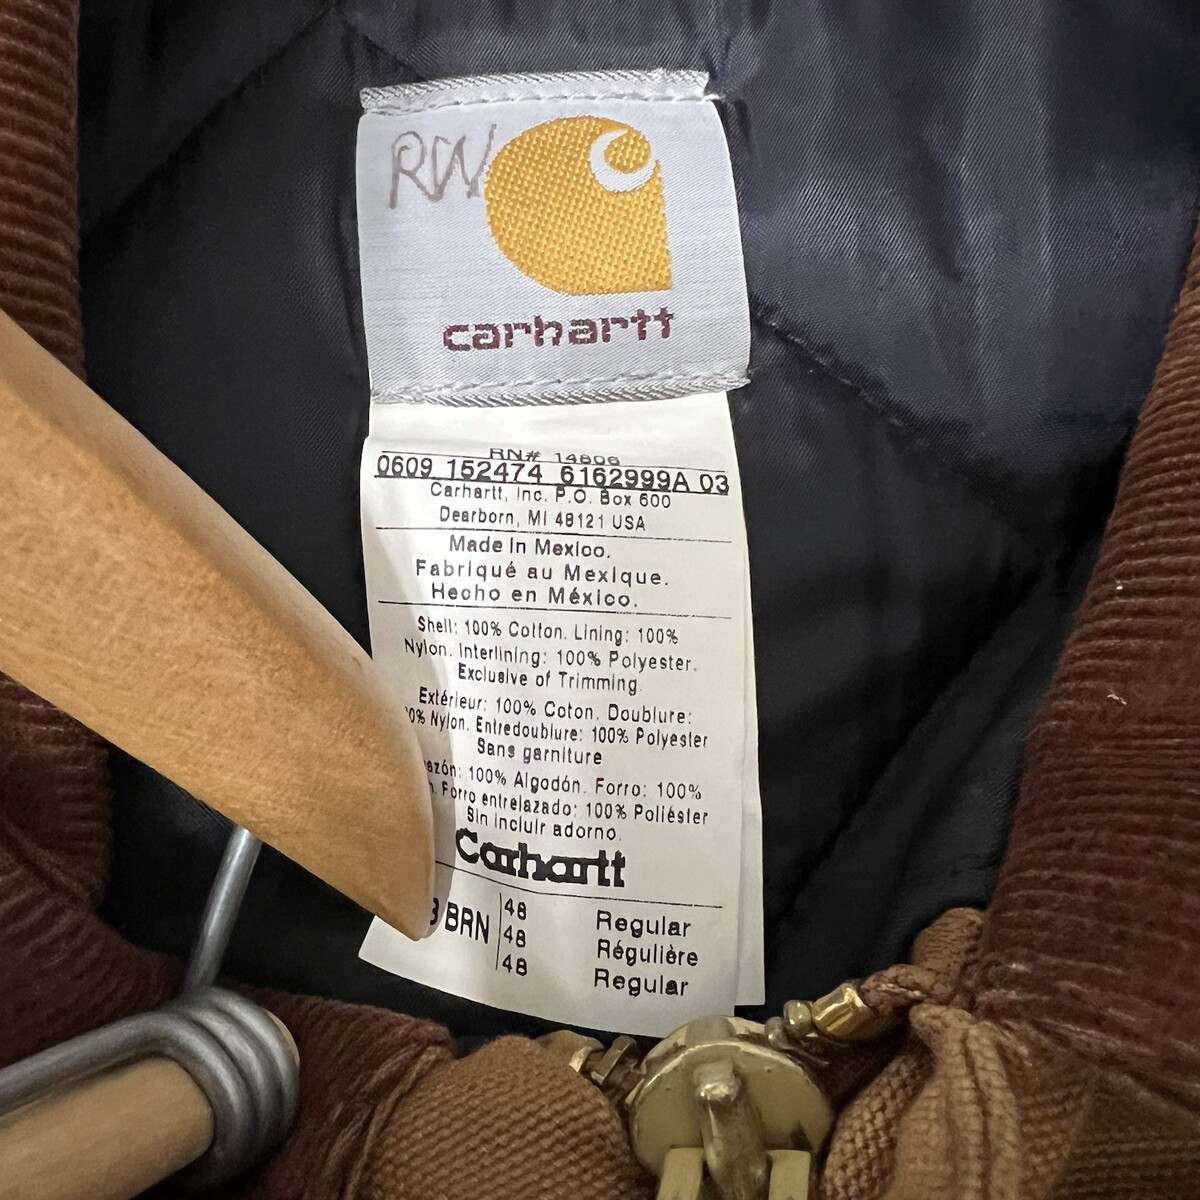 RW
carhartt
RN# 14806
0609 152474 6162999A 03
Carhartt, Inc. P.O. Box 600
Dearborn, MI 48121 USA
Made in Mexico.
Fabriqué au Mexique.
Hecho en México.
Shell: 100% Cotton. Lining: 100%
Nylon. Interlining: 100% Polyester.
Exclusive of Trimming.
Extérieur: 100% Coton. Doublure:
Nylon. Entredoublure: 100% Polyester
Sans garniture
100% Algodón. Forro: 100%
Forro entrelazado: 100% Poliéster
Sin incluir adorno.
Carhartt
BRN 48 Regular
48 Régulière
48 Regular